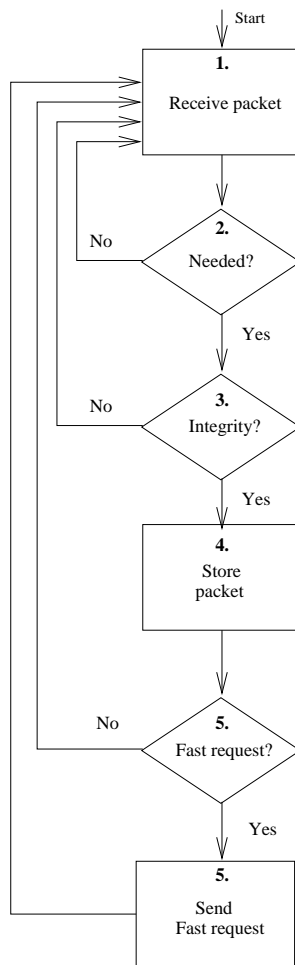 Start
1.
Receive packet
2.
No
Needed?
Yes
3.
No
Integrity?
Yes
4.
Store
packet
5.
No
Fast request?
Yes
5.
Send
Fast request